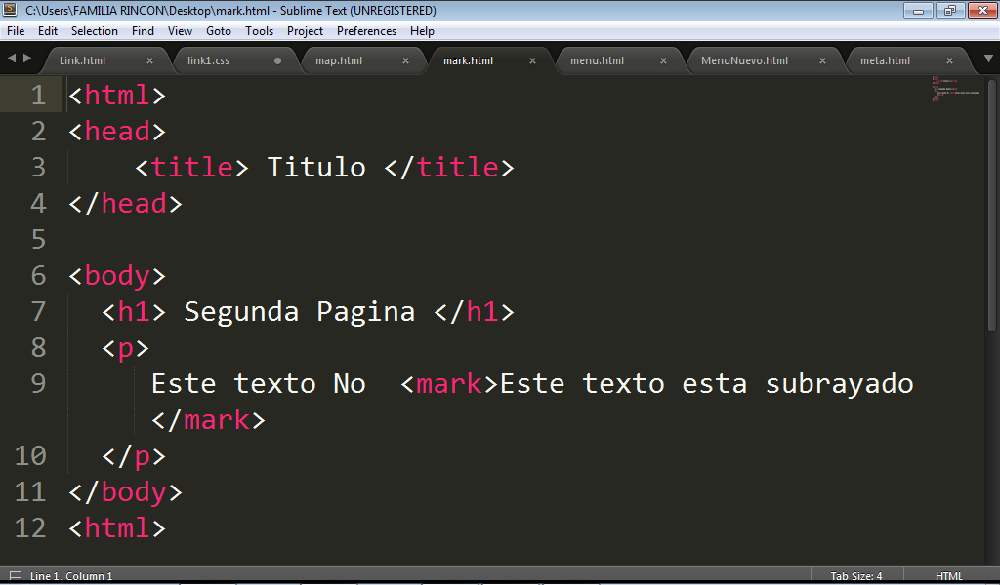 C:\Users\FAMILIA RINCON\Desktop\mark.html - Sublime Text (UNREGISTERED)
File Edit Selection Find View Goto Tools Project Preferences Help
Link.html link1.css map.html mark.html menu.html MenuNuevo.html meta.html
1 <html>
2 <head>
3 <title> Titulo </title>
4 </head>
5
6 <body>
7 <h1> Segunda Pagina </h1>
8 <p>
9 Este texto No <mark>Este texto esta subrayado
</mark>
10 </p>
11 </body>
12 <html>
Line 1, Column 1 Tab Size: 4 HTML